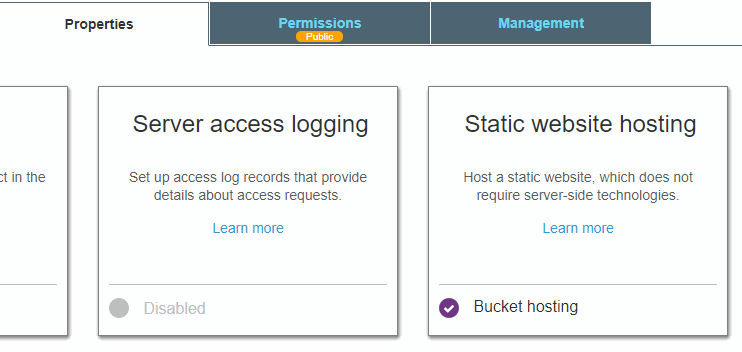 Properties
Permissions
Public
Management
ct in the
Server access logging
Set up access log records that provide
details about access requests.
Learn more
Disabled
Static website hosting
Host a static website, which does not
require server-side technologies.
Learn more
Bucket hosting